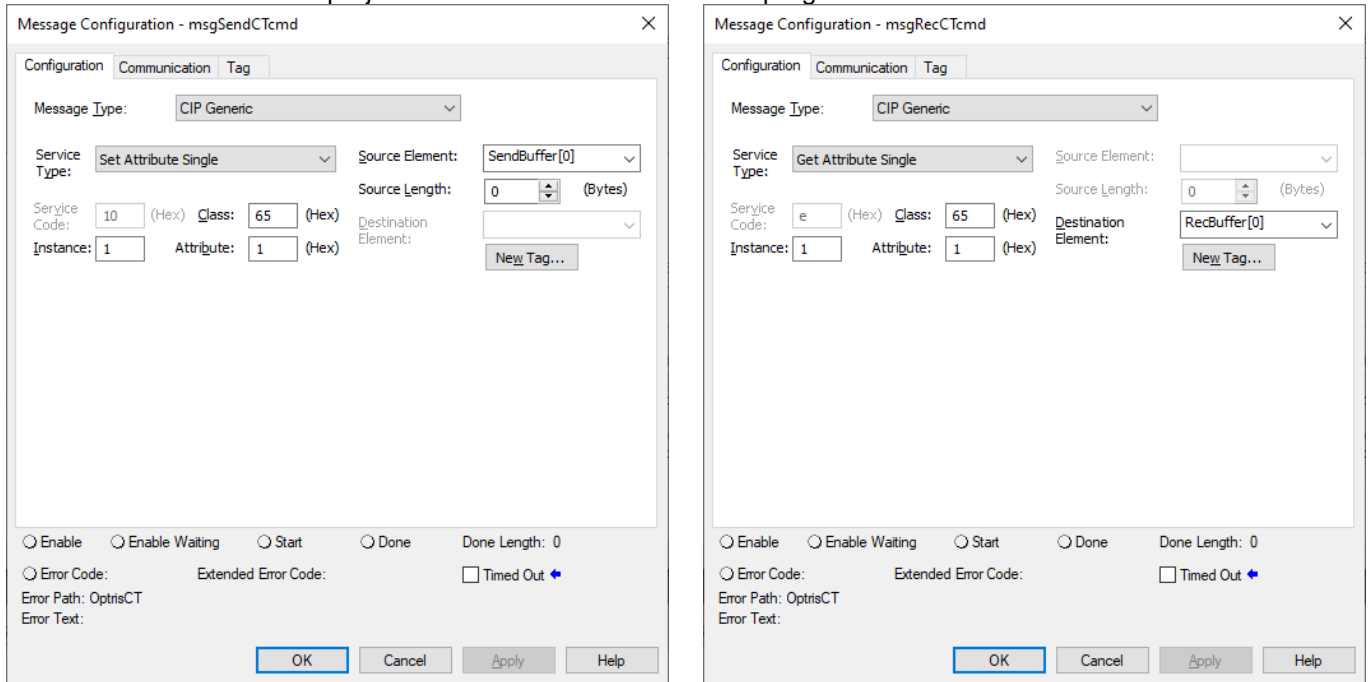 Message Configuration - msgSendCTcmd
Configuration Communication Tag
Message Type: CIP Generic
Service Type: Set Attribute Single
Source Element: SendBuffer[0]
Source Length: 0 (Bytes)
Service Code: 10 (Hex) Class: 65 (Hex)
Destination Element:
Instance: 1 Attribute: 1 (Hex)
New Tag...
Enable Enable Waiting Start Done Done Length: 0
Error Code: Extended Error Code: Timed Out
Error Path: OptrisCT
Error Text:
OK Cancel Apply Help
Message Configuration - msgRecCTcmd
Configuration Communication Tag
Message Type: CIP Generic
Service Type: Get Attribute Single
Source Element:
Source Length: 0 (Bytes)
Service Code: e (Hex) Class: 65 (Hex)
Destination Element: RecBuffer[0]
Instance: 1 Attribute: 1 (Hex)
New Tag...
Enable Enable Waiting Start Done Done Length: 0
Error Code: Extended Error Code: Timed Out
Error Path: OptrisCT
Error Text:
OK Cancel Apply Help